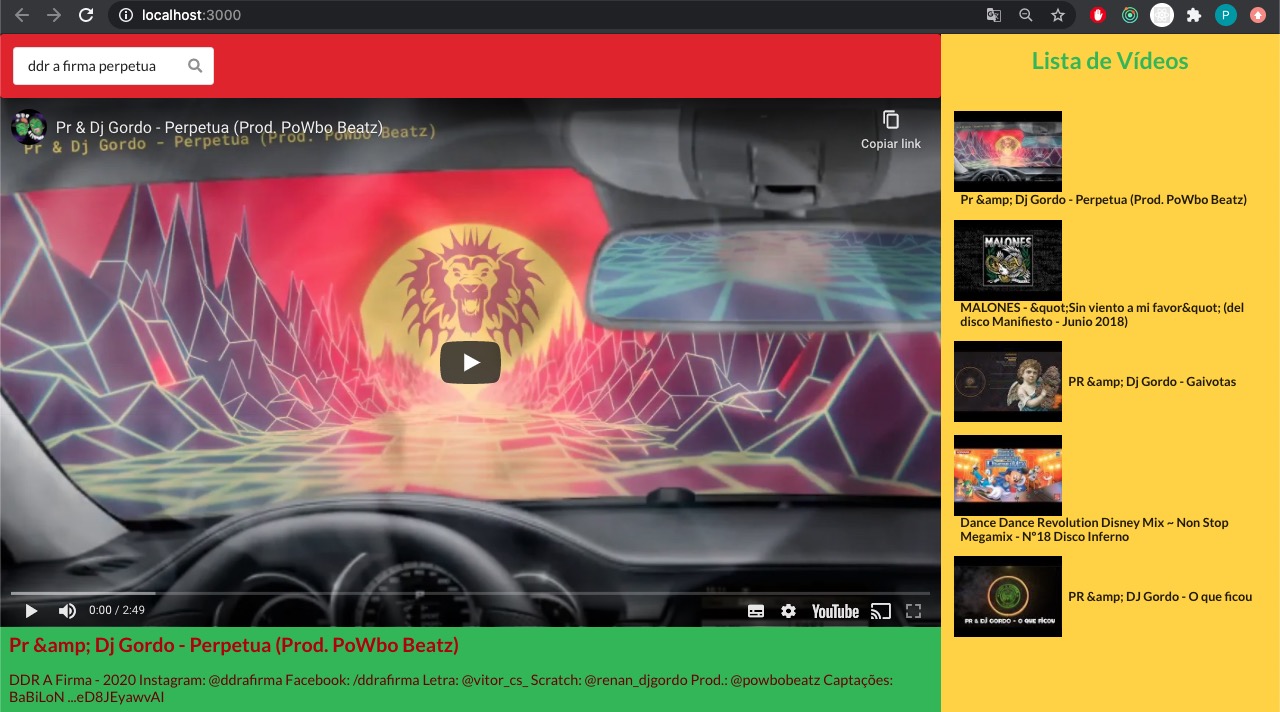 localhost:3000
P
ddr a firma perpetua
Lista de Vídeos
Pr & Dj Gordo - Perpetua (Prod. PoWbo Beatz)
Copiar link
Pr & Dj Gordo - Perpetua (Prod. PoWbo Beatz)
0:00 / 2:49
YouTube
Pr &amp; Dj Gordo - Perpetua (Prod. PoWbo Beatz)
DDR A Firma - 2020 Instagram: @ddrafirma Facebook: /ddrafirma Letra: @vitor_cs_ Scratch: @renan_djgordo Prod.: @powbobeatz Captações:
BaBiLoN ...eD8JEyawvAI
Pr &amp; Dj Gordo - Perpetua (Prod. PoWbo Beatz)
MALONES
MALONES - &quot;Sin viento a mi favor&quot; (del
disco Manifiesto - Junio 2018)
PR &amp; Dj Gordo - Gaivotas
Dance Dance Revolution Disney Mix ~ Non Stop
Megamix - Nº18 Disco Inferno
PR & DJ GORDO - O QUE FICOU
PR &amp; DJ Gordo - O que ficou